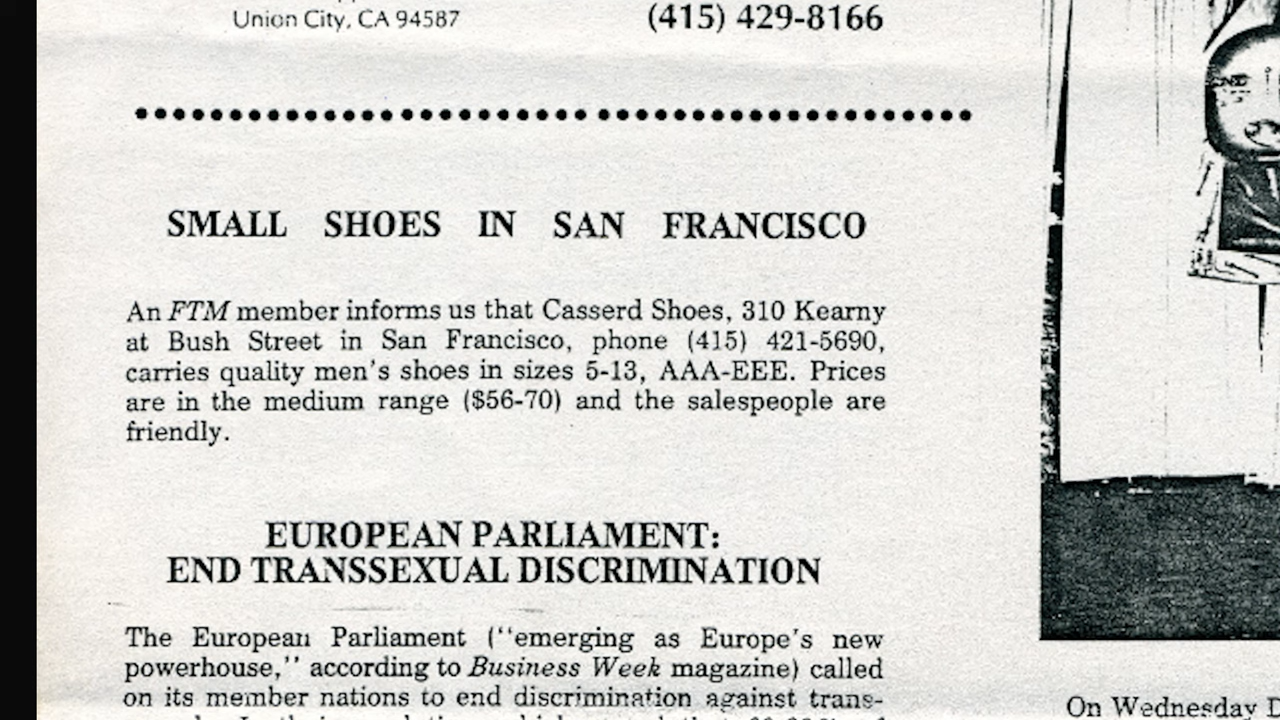 Union City, CA 94587
(415) 429-8166
SMALL SHOES IN SAN FRANCISCO
An FTM member informs us that Casserd Shoes, 310 Kearny
at Bush Street in San Francisco, phone (415) 421-5690,
carries quality men's shoes in sizes 5-13, AAA-EEE. Prices
are in the medium range ($56-70) and the salespeople are
friendly.
EUROPEAN PARLIAMENT:
END TRANSSEXUAL DISCRIMINATION
The European Parliament (‘‘emerging as Europe's new
powerhouse,’’ according to Business Week magazine) called
on its member nations to end discrimination against trans-
On Wednesday